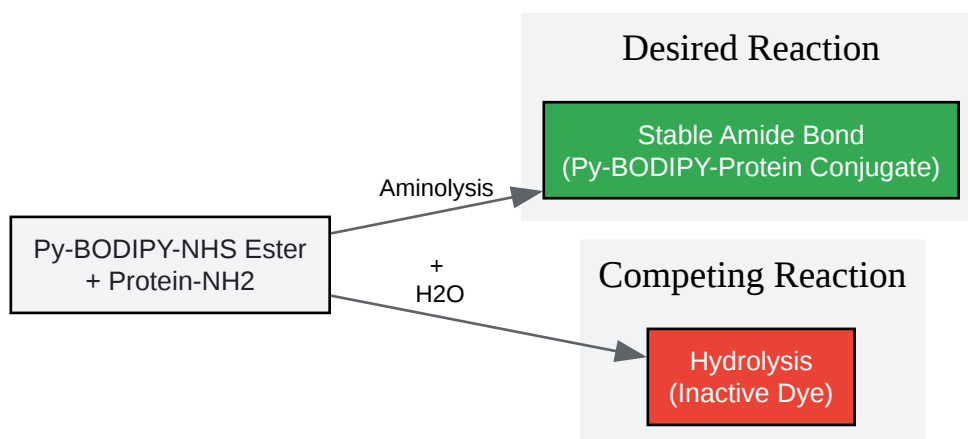 Desired Reaction
Stable Amide Bond
(Py-BODIPY-Protein Conjugate)
Aminolysis
Py-BODIPY-NHS Ester
+ Protein-NH2
+
H2O
Competing Reaction
Hydrolysis
(Inactive Dye)